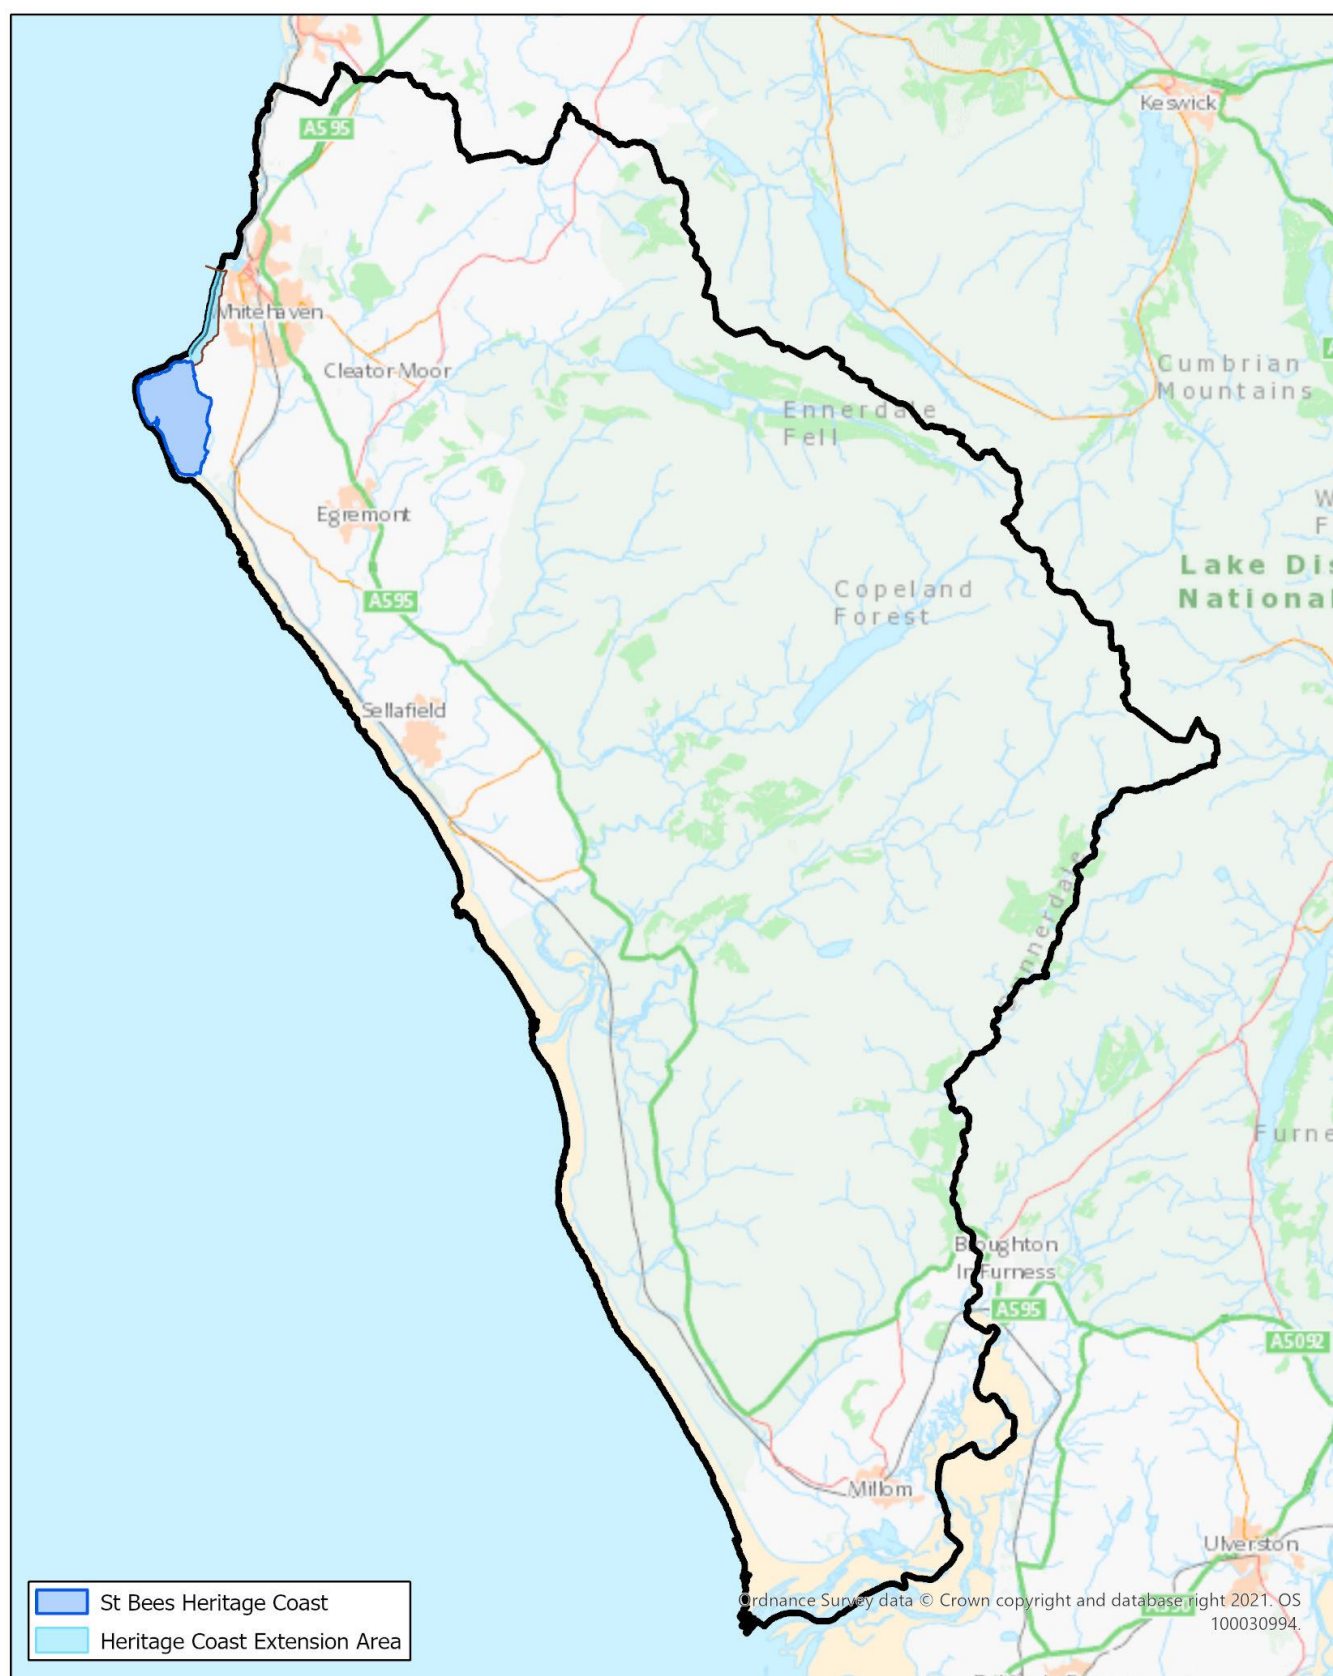 Keswick
A595
Whitehaven
Cleator Moor
Cumbrian
Mountains
Ennerdale
Fell
Egremont
Lake Dis
National
Copeland
Forest
A595
Sellafield
Furne
Broughton
In Furness
A595
A5092
Millom
Ulverston
St Bees Heritage Coast
Heritage Coast Extension Area
Ordnance Survey data © Crown copyright and database right 2021. OS
100030994.